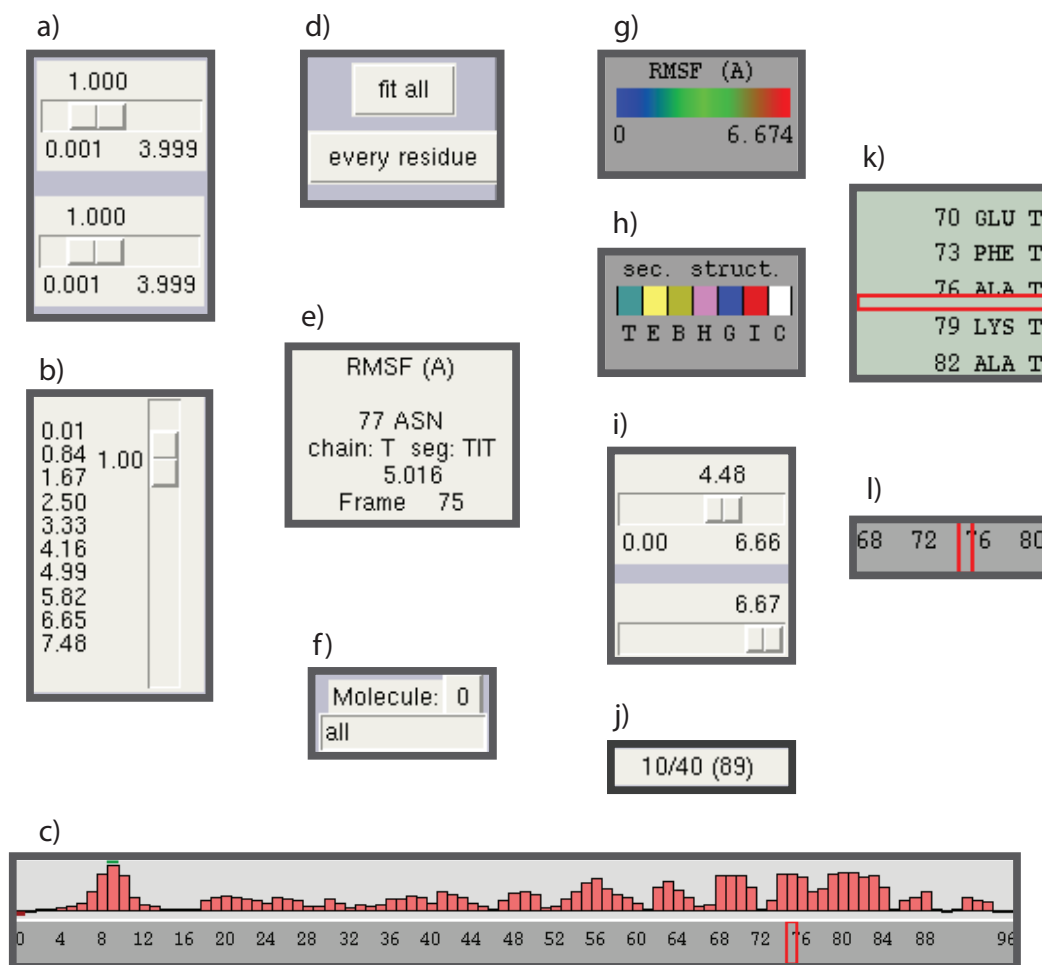 a)
1.000
0.001 3.999
1.000
0.001 3.999
b)
0.01
0.84
1.00
1.67
2.50
3.33
4.16
4.99
5.82
6.65
7.48
d)
fit all
every residue
e)
RMSF (A)
77 ASN
chain: T seg: TIT
5.016
Frame 75
f)
Molecule: 0
all
g)
RMSF (A)
0 6.674
h)
sec. struct.
T E B H G I C
i)
4.48
0.00 6.66
6.67
j)
10/40 (89)
k)
70 GLU T
73 PHE T
76 ALA T
79 LYS T
82 ALA T
l)
68 72 76 80
c)
0 4 8 12 16 20 24 28 32 36 40 44 48 52 56 60 64 68 72 76 80 84 88 96